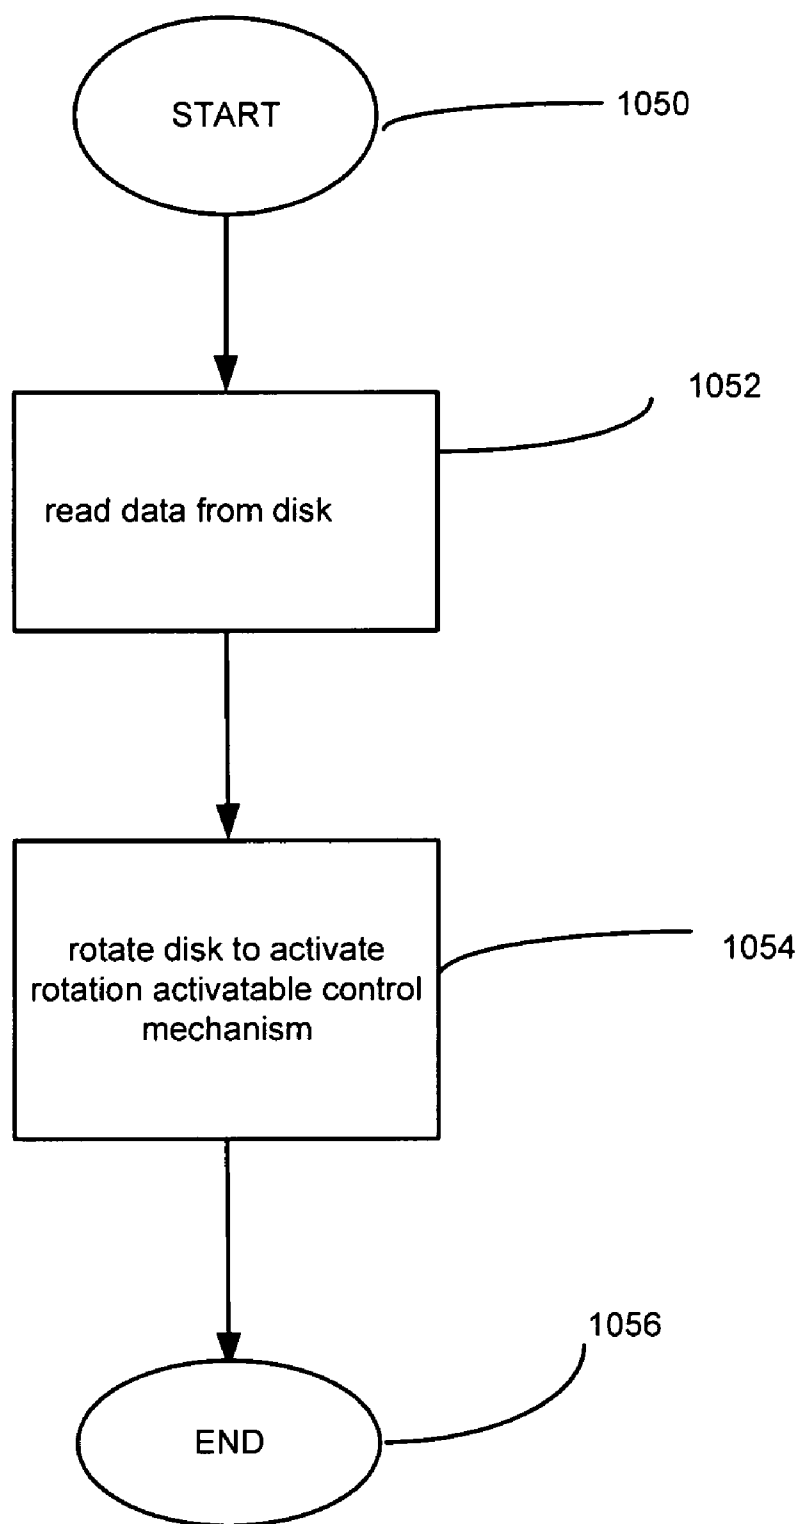 START
1050
1052
read data from disk
rotate disk to activate
rotation activatable control
mechanism
1054
1056
END